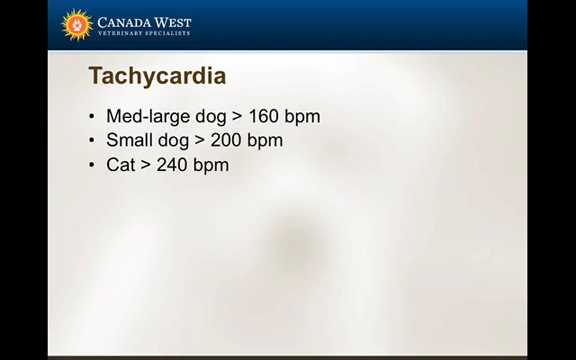 CANADA WEST
VETERINARY SPECIALISTS
Tachycardia
• Med-large dog > 160 bpm
• Small dog > 200 bpm
• Cat > 240 bpm